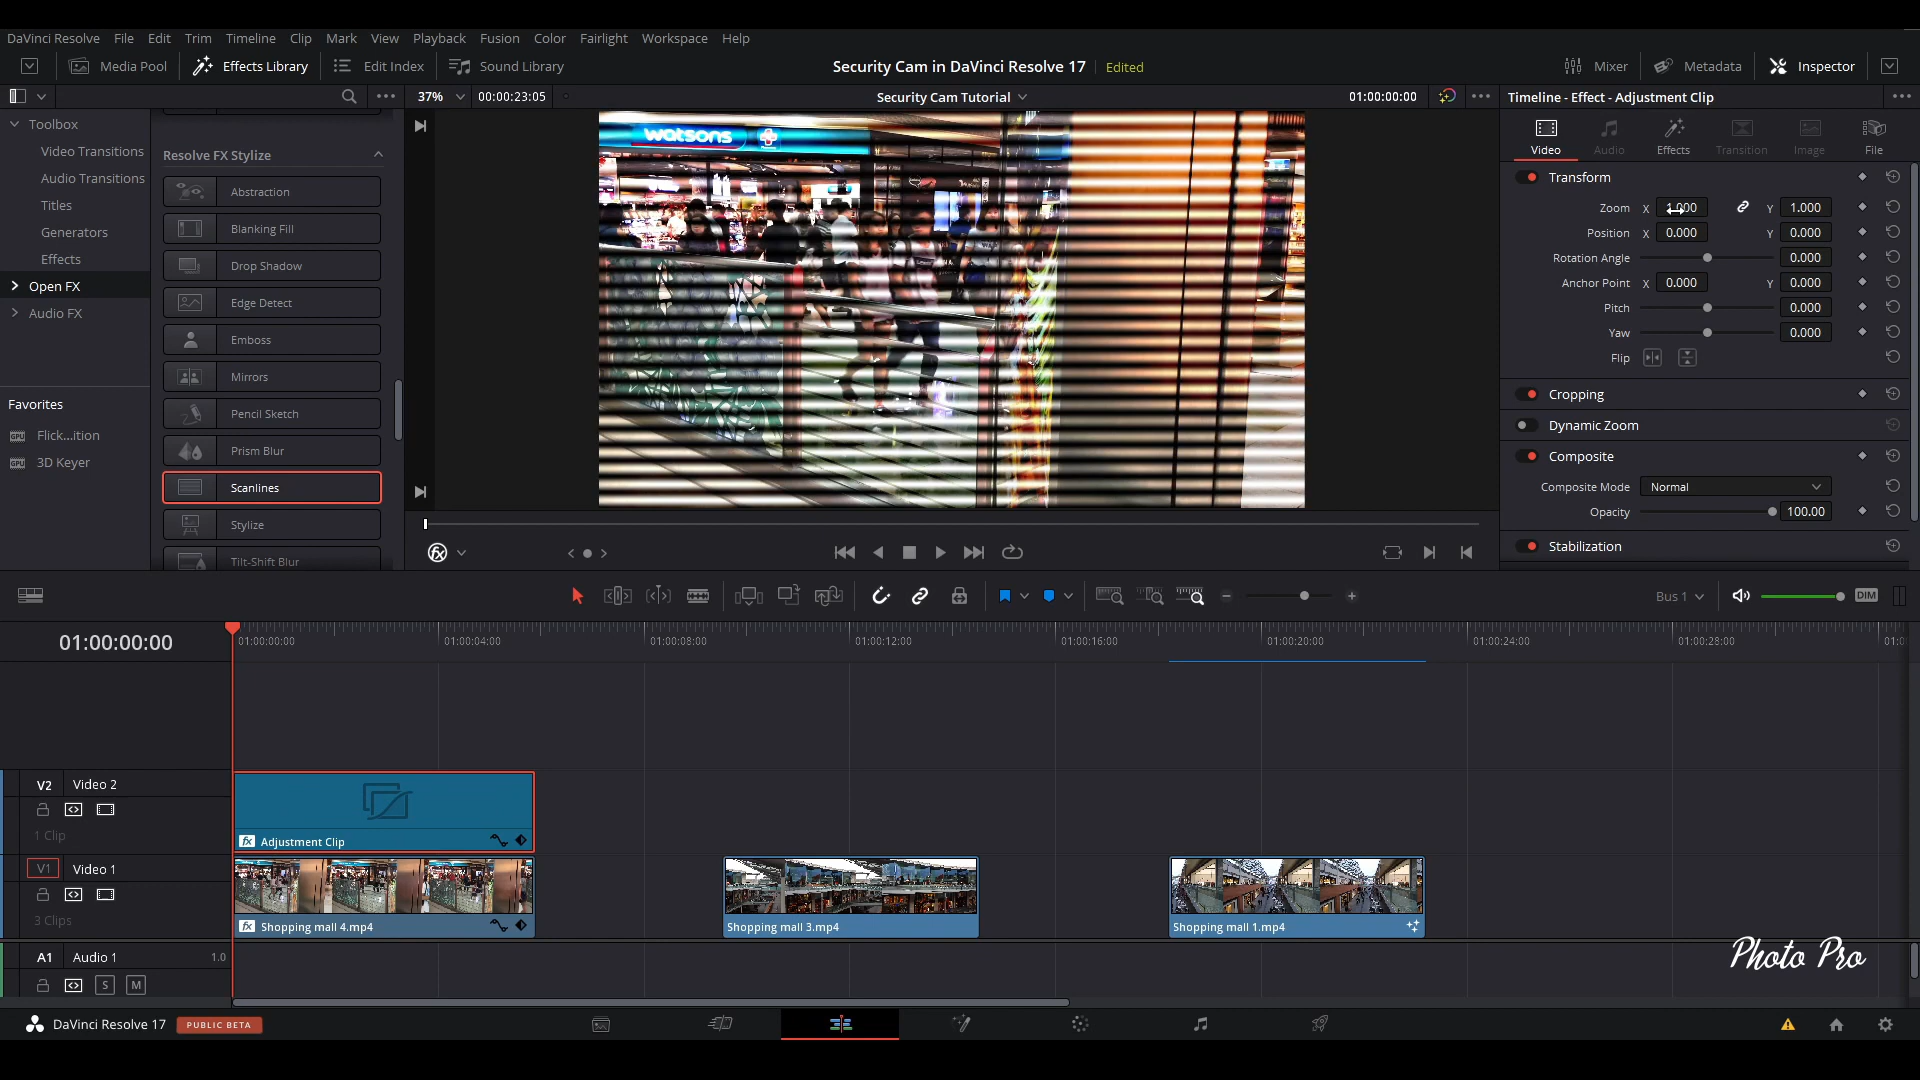 DaVinci Resolve File Edit Trim Timeline Clip Mark View Playback Fusion Color Fairlight Workspace Help
Media Pool Effects Library Edit Index Sound Library
Security Cam in DaVinci Resolve 17 Edited
Mixer Metadata Inspector
37% 00:00:23:05 Security Cam Tutorial 01:00:00:00
Timeline - Effect - Adjustment Clip
Toolbox
Video Transitions
Audio Transitions
Titles
Generators
Effects
Open FX
Audio FX
Favorites
Flick...ition
3D Keyer
Resolve FX Stylize
Abstraction
Blanking Fill
Drop Shadow
Edge Detect
Emboss
Mirrors
Pencil Sketch
Prism Blur
Scanlines
Stylize
Tilt-Shift Blur
watsons
Video Audio Effects Transition Image File
Transform
Zoom X 1.000 Y 1.000
Position X 0.000 Y 0.000
Rotation Angle 0.000
Anchor Point X 0.000 Y 0.000
Pitch 0.000
Yaw 0.000
Flip
Cropping
Dynamic Zoom
Composite
Composite Mode Normal
Opacity 100.00
Stabilization
Bus 1 DIM
01:00:00:00
01:00:00:00 01:00:04:00 01:00:08:00 01:00:12:00 01:00:16:00 01:00:20:00 01:00:24:00 01:00:28:00
V2 Video 2
1 Clip
Adjustment Clip
V1 Video 1
3 Clips
Shopping mall 4.mp4
Shopping mall 3.mp4
Shopping mall 1.mp4
A1 Audio 1 1.0
S M
Photo Pro
DaVinci Resolve 17 PUBLIC BETA